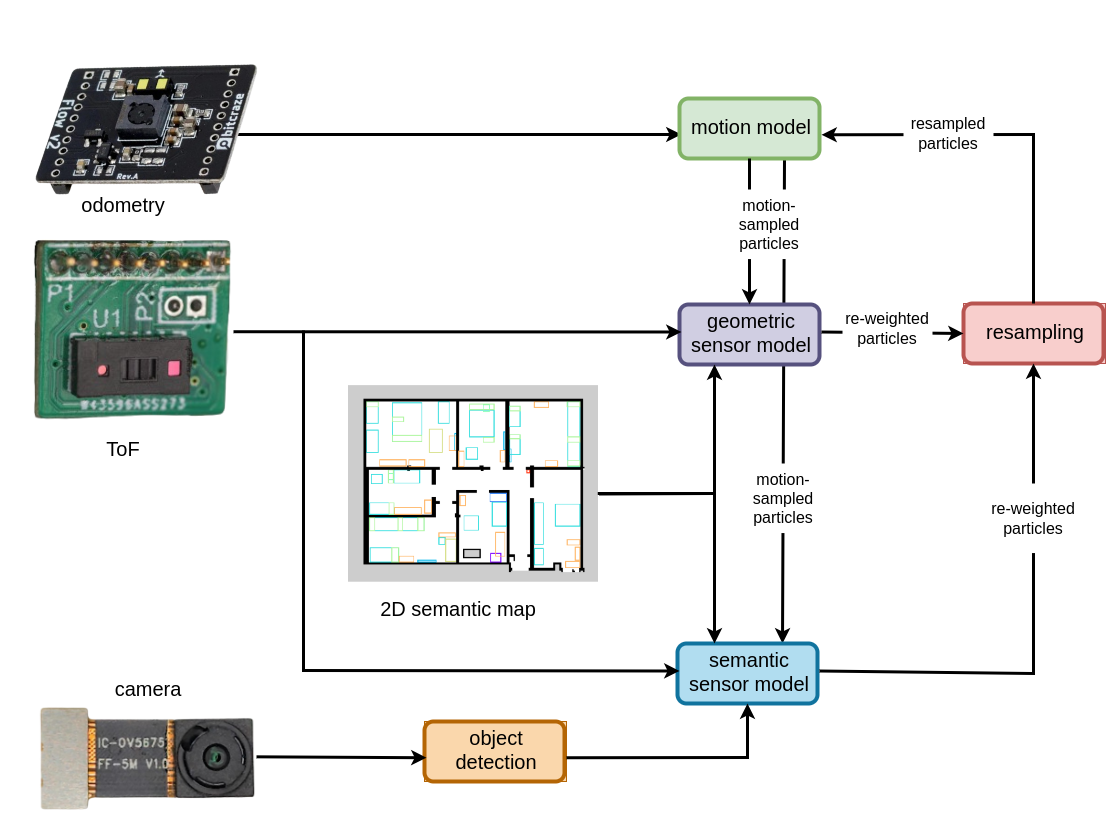 Flow V2
bitcraze
Rev.A
odometry
motion model
resampled
particles
motion-
sampled
particles
P1
U1
P2
ToF
geometric
sensor model
re-weighted
particles
resampling
motion-
sampled
particles
re-weighted
particles
2D semantic map
semantic
sensor model
camera
IC-OV5675
FF-5M V1.0
object
detection